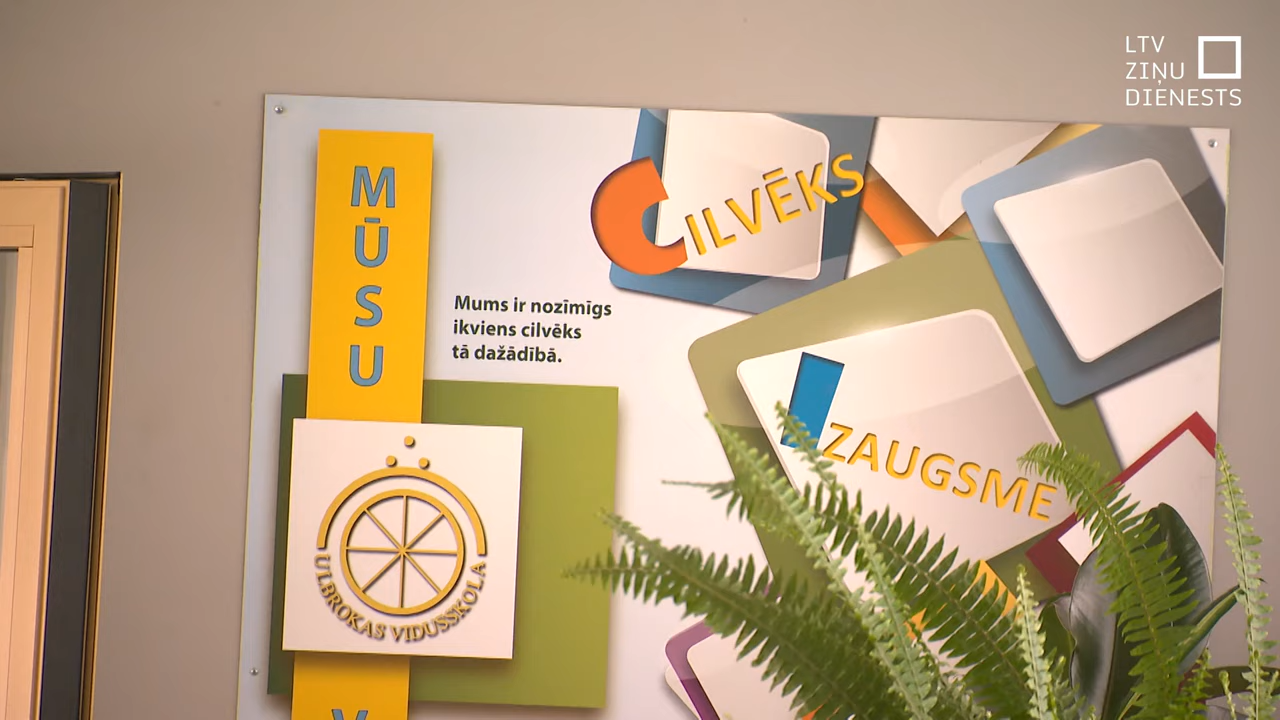 LTV
ZIŅU
DIENESTS
MŪSU
CILVĒKS
Mums ir nozīmīgs
ikviens cilvēks
tā dažādībā.
IZAUGSME
ULBROKAS VIDUSSKOLA